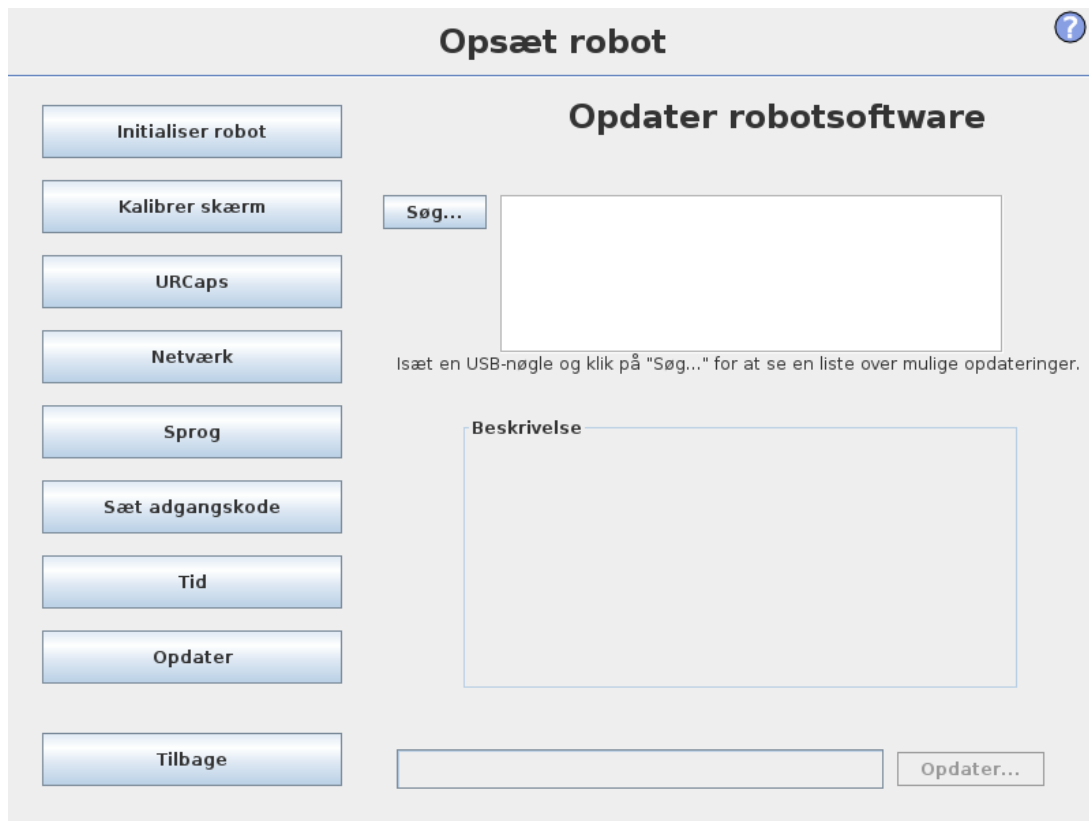 Opsæt robot
?
Initialiser robot
Kalibrer skærm
URCaps
Netværk
Sprog
Sæt adgangskode
Tid
Opdater
Tilbage
Opdater robotsoftware
Søg...
Isæt en USB-nøgle og klik på "Søg..." for at se en liste over mulige opdateringer.
Beskrivelse
Opdater...